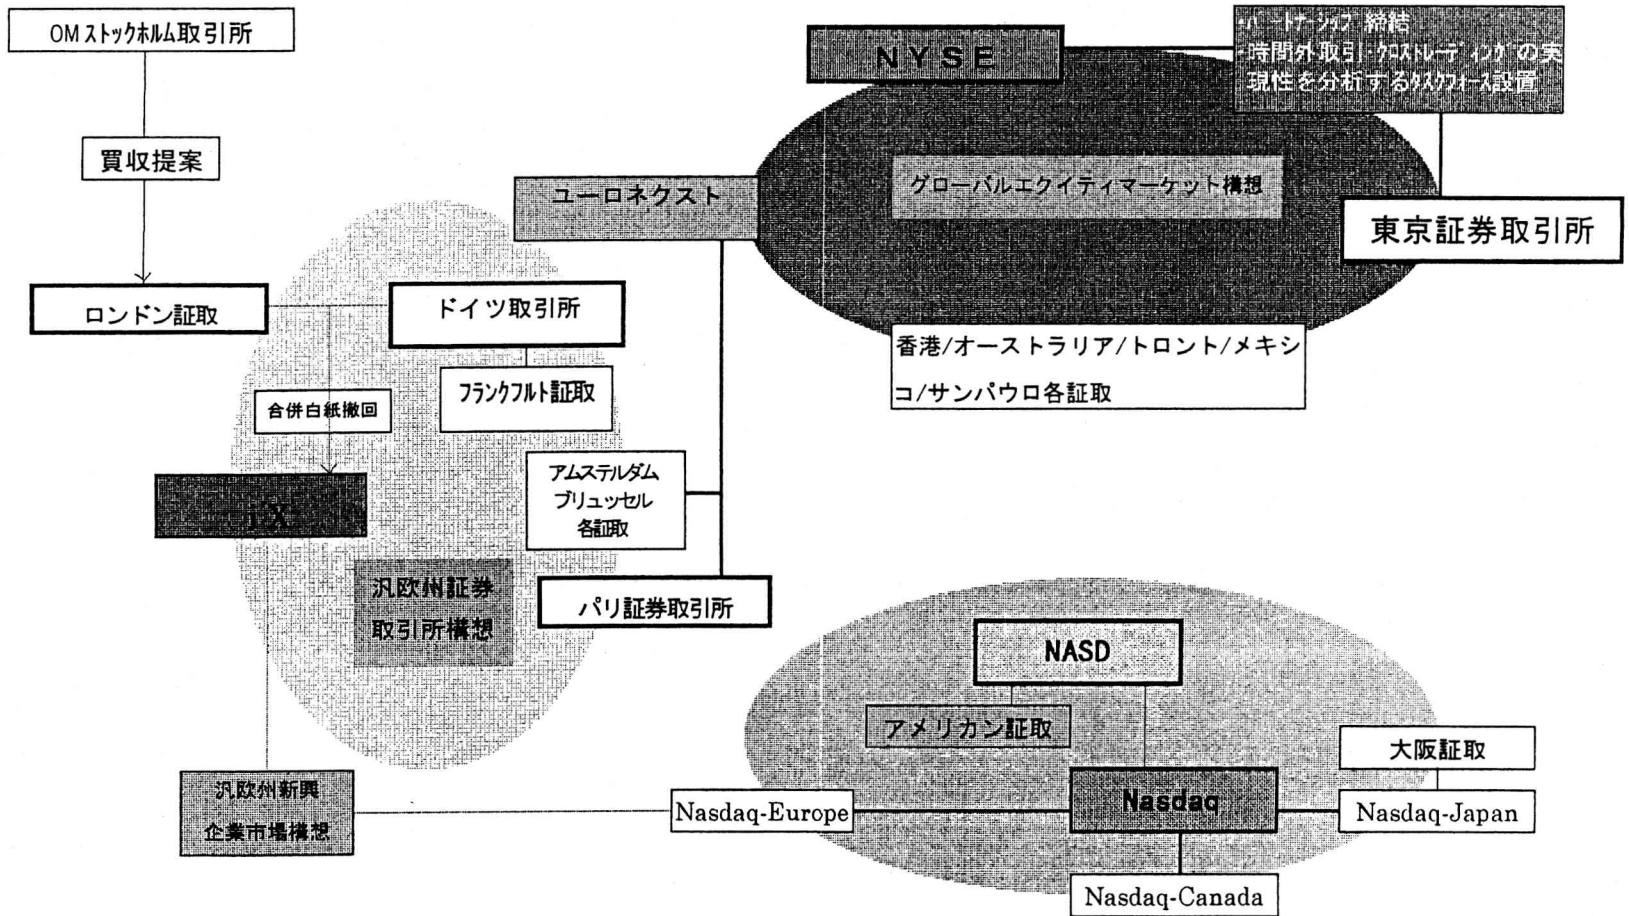 OMストックホルム取引所
買収提案
ロンドン証取
合併白紙撤回
iX
ドイツ取引所
フランクフルト証取
アムステルダム
ブリュッセル
各証取
パリ証券取引所
汎欧州証券
取引所構想
汎欧州新興
企業市場構想
ユーロネクスト
NYSE
・パートナーシップ締結
・時間外取引・クロストレーディングの実
現性を分析するタスクフォース設置
グローバルエクイティマーケット構想
東京証券取引所
香港/オーストラリア/トロント/メキシ
コ/サンパウロ各証取
NASD
アメリカン証取
大阪証取
Nasdaq-Europe
Nasdaq
Nasdaq-Japan
Nasdaq-Canada